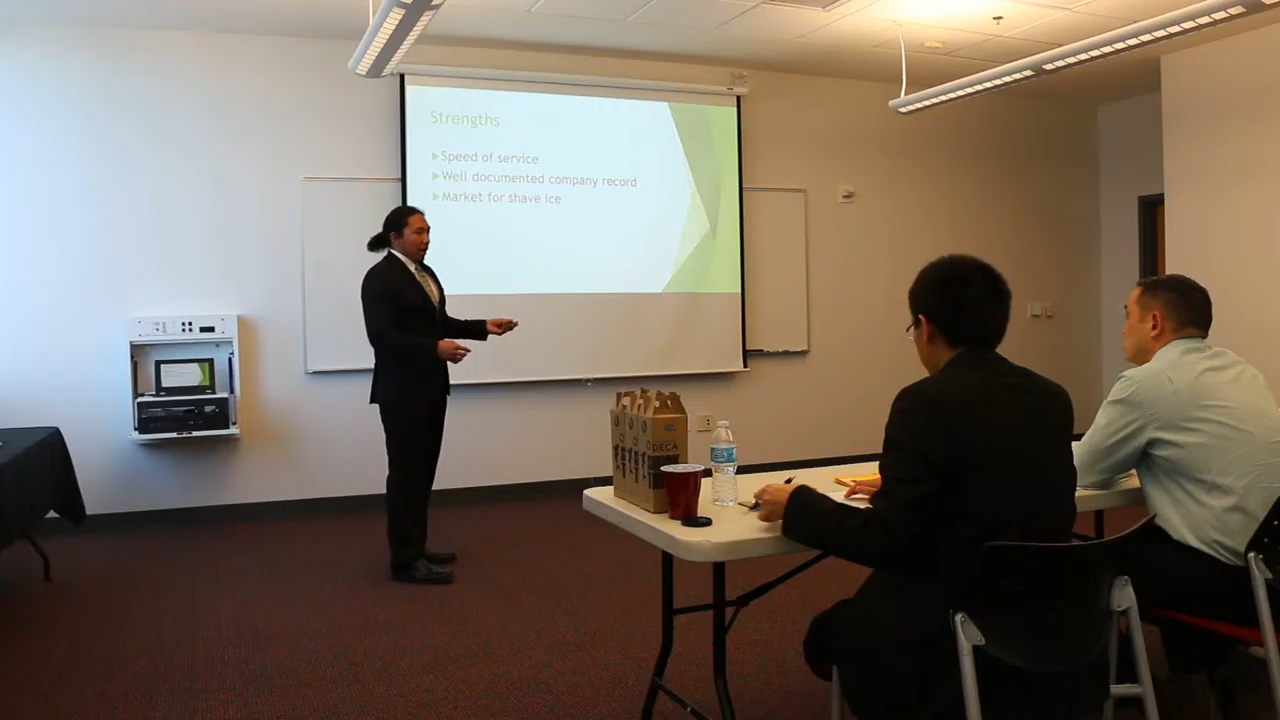 Strengths
Speed of service
Well documented company record
Market for shave ice
DECA